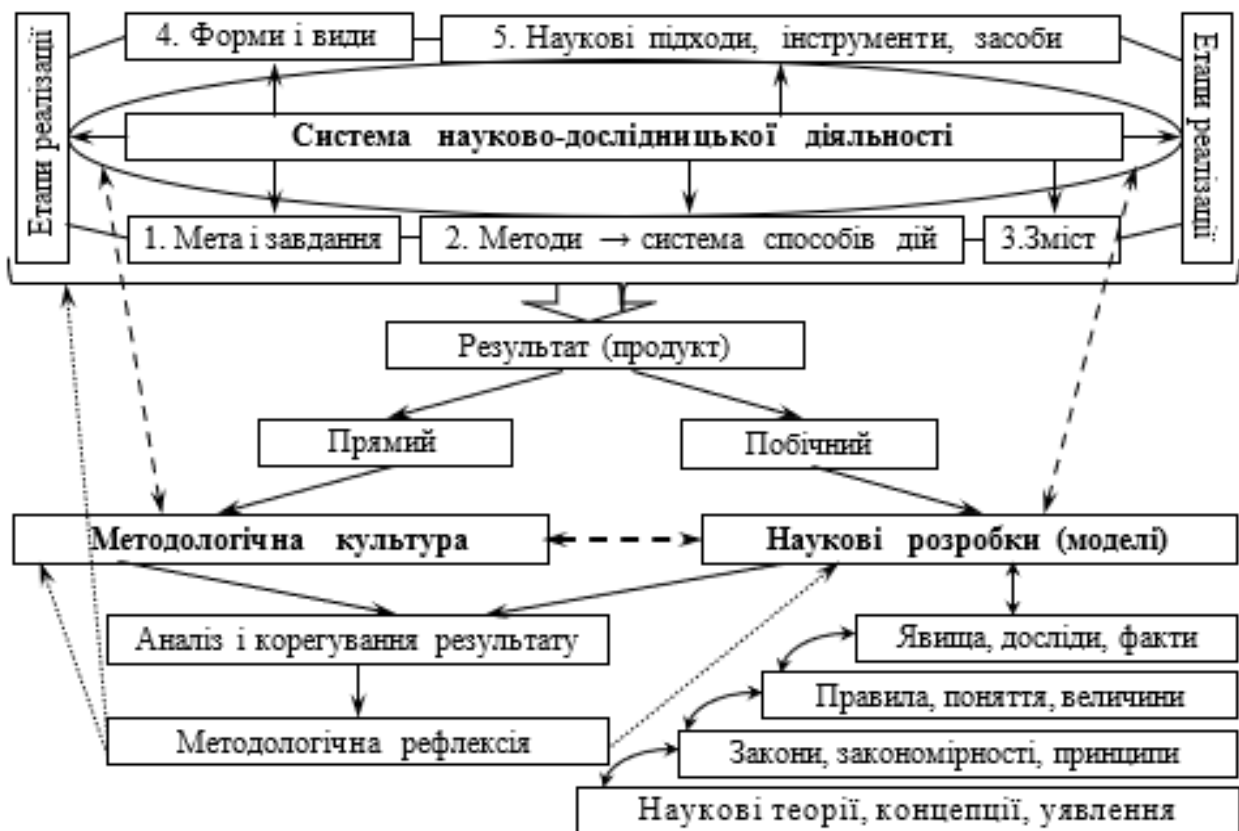 Етапи реалізації
4. Форми і види
5. Наукові підходи, інструменти, засоби
Етапи реалізації
Система науково-дослідницької діяльності
1. Мета і завдання
2. Методи → система способів дій
3.Зміст
Результат (продукт)
Прямий
Побічний
Методологічна культура
Наукові розробки (моделі)
Аналіз і корегування результату
Явища, досліди, факти
Правила, поняття, величини
Методологічна рефлексія
Закони, закономірності, принципи
Наукові теорії, концепції, уявлення